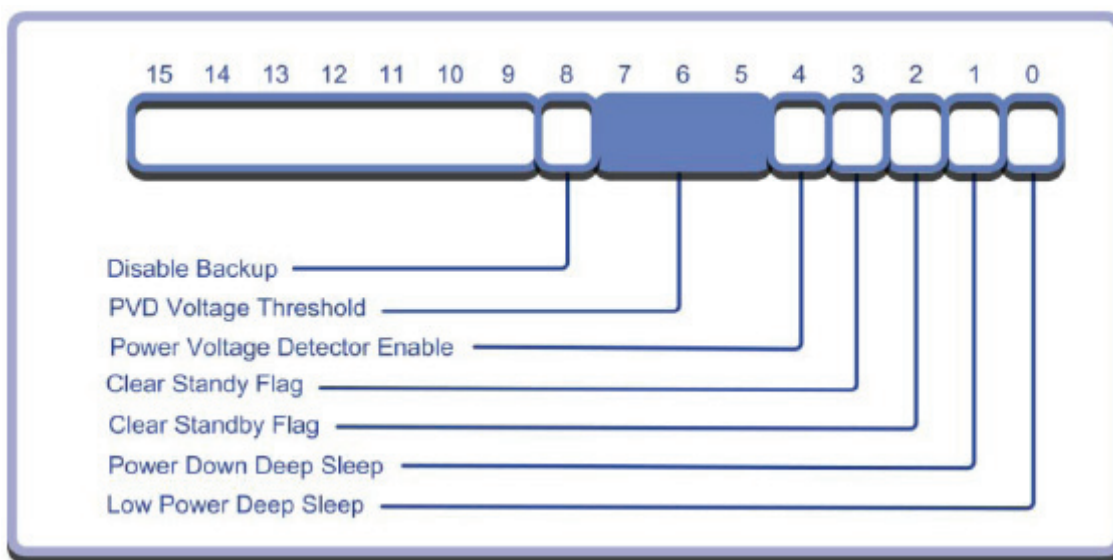 15 14 13 12 11 10 9 8 7 6 5 4 3 2 1 0
Disable Backup
PVD Voltage Threshold
Power Voltage Detector Enable
Clear Standy Flag
Clear Standby Flag
Power Down Deep Sleep
Low Power Deep Sleep